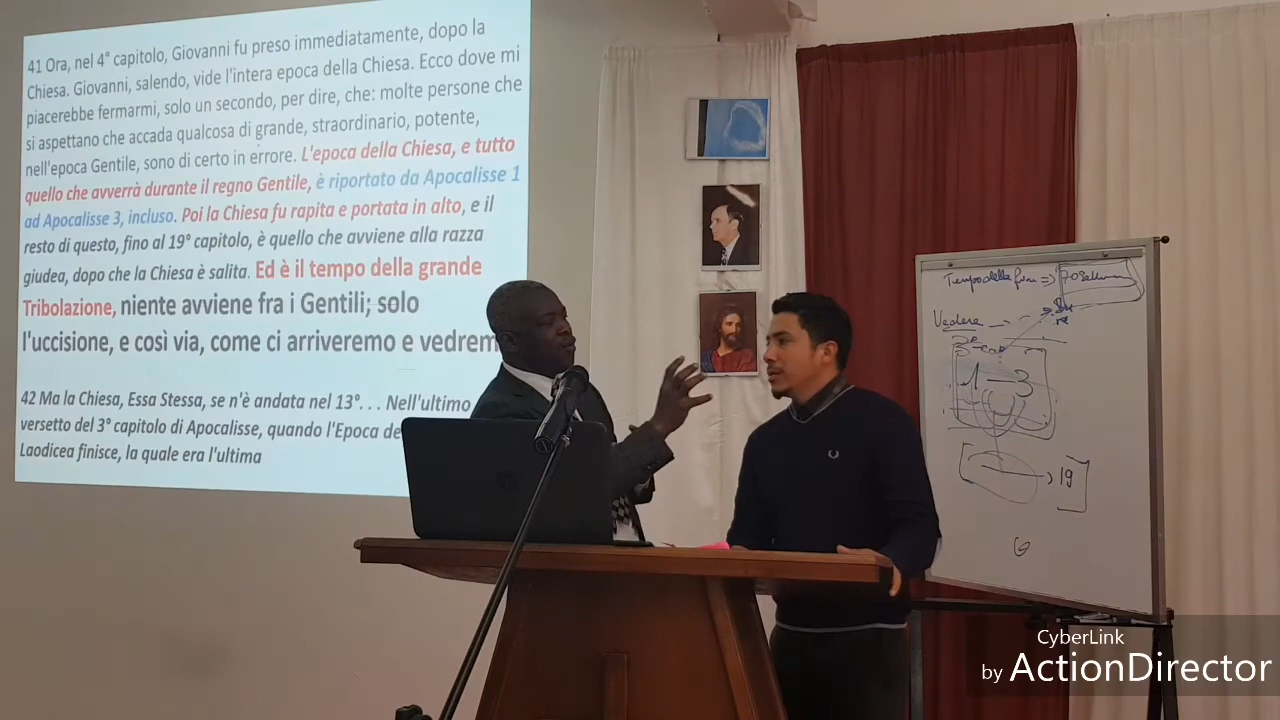 41 Ora, nel 4° capitolo, Giovanni fu preso immediatamente, dopo la
Chiesa. Giovanni, salendo, vide l'intera epoca della Chiesa. Ecco dove mi
piacerebbe fermarmi, solo un secondo, per dire, che: molte persone che
si aspettano che accada qualcosa di grande, straordinario, potente,
nell'epoca Gentile, sono di certo in errore. L'epoca della Chiesa, e tutto
quello che avverrà durante il regno Gentile, è riportato da Apocalisse 1
ad Apocalisse 3, incluso. Poi la Chiesa fu rapita e portata in alto, e il
resto di questo, fino al 19° capitolo, è quello che avviene alla razza
giudea, dopo che la Chiesa è salita. Ed è il tempo della grande
Tribolazione, niente avviene fra i Gentili; solo
l'uccisione, e così via, come ci arriveremo e vedrem
42 Ma la Chiesa, Essa Stessa, se n'è andata nel 13°. . . Nell'ultimo
versetto del 3° capitolo di Apocalisse, quando l'Epoca de
Laodicea finisce, la quale era l'ultima
Tempo della fine => 70
Vedere
1-3
19
CyberLink
by ActionDirector